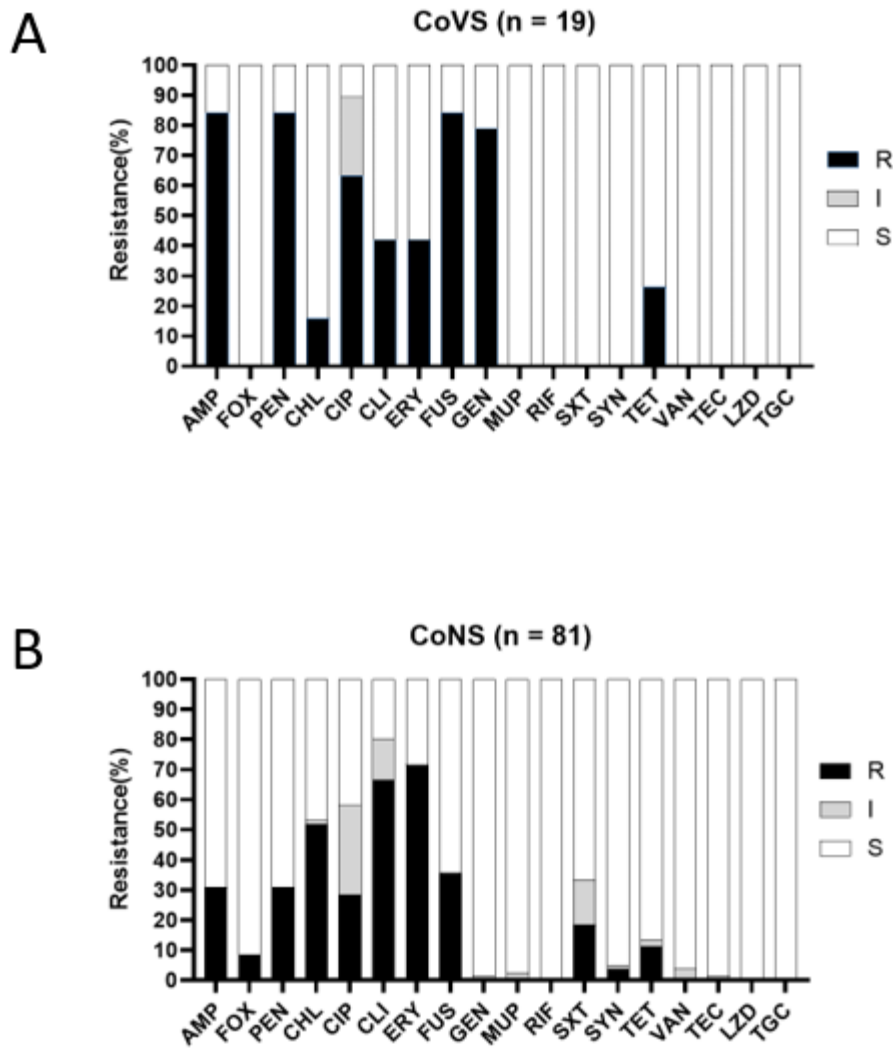 A
CoVS (n = 19)
Resistance(%)
100
90
80
70
60
50
40
30
20
10
0
AMP FOX PEN CHL CIP CLI ERY FUS GEN MUP RIF SXT SYN TET VAN TEC LZD TGC
R
I
S
B
CoNS (n = 81)
Resistance(%)
100
90
80
70
60
50
40
30
20
10
0
AMP FOX PEN CHL CIP CLI ERY FUS GEN MUP RIF SXT SYN TET VAN TEC LZD TGC
R
I
S